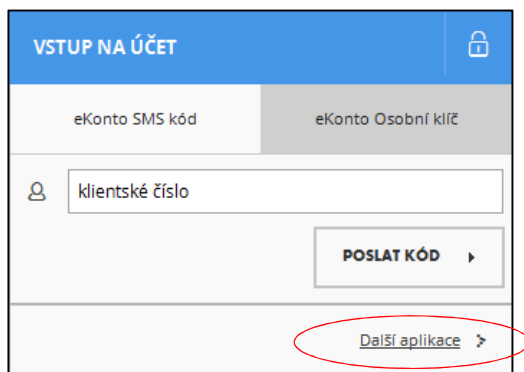 VSTUP NA ÚČET
eKonto SMS kód eKonto Osobní klíč
klientské číslo
POSLAT KÓD
Další aplikace